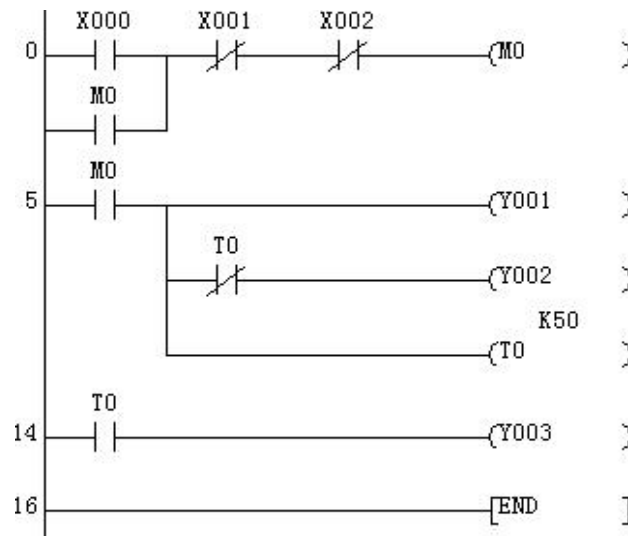 X000 X001 X002
0 (M0 )
M0
M0
5 (Y001 )
T0
(Y002 )
K50
(T0 )
T0
14 (Y003 )
16 [END ]